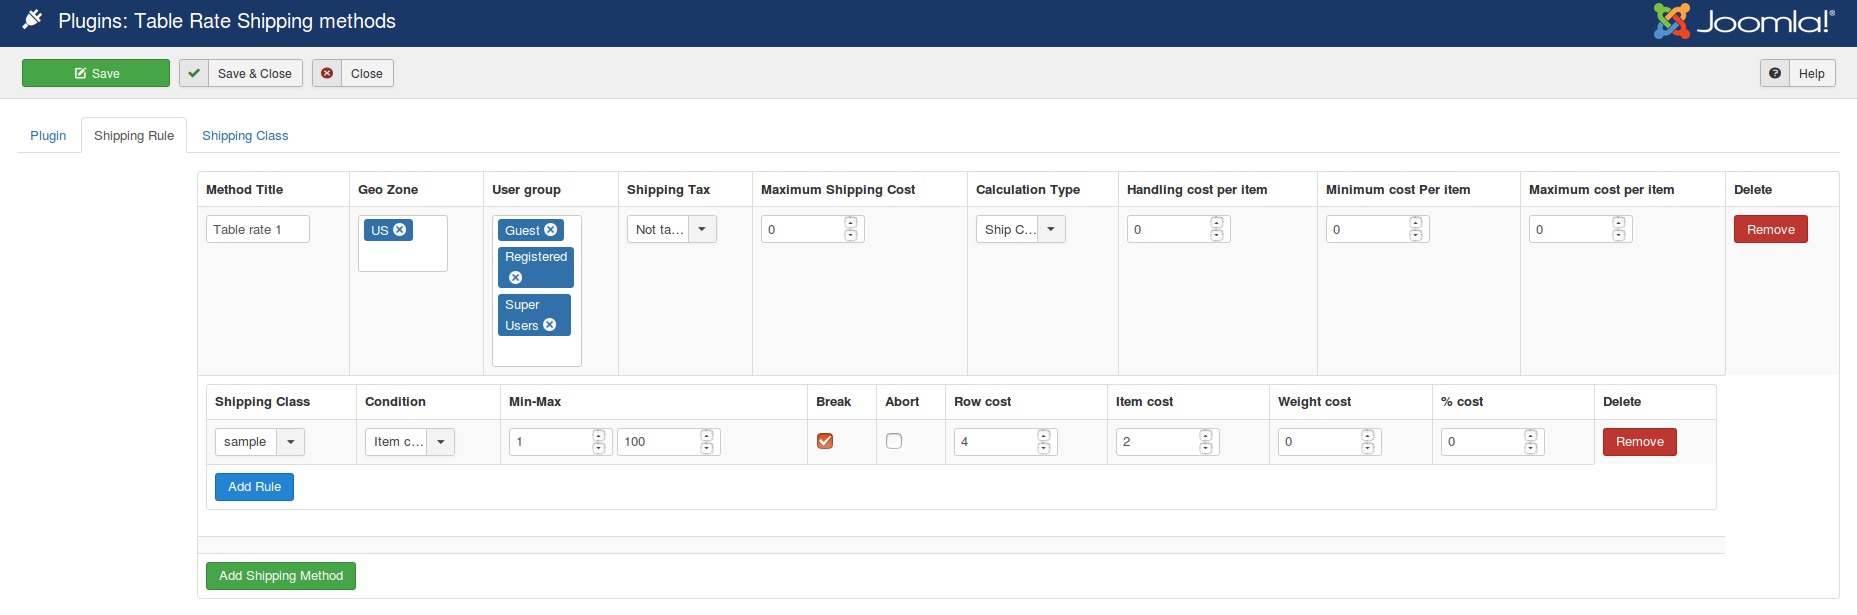 Plugins: Table Rate Shipping methods
Joomla!®
Save Save & Close Close Help
Plugin Shipping Rule Shipping Class
Method Title Geo Zone User group Shipping Tax Maximum Shipping Cost Calculation Type Handling cost per item Minimum cost Per item Maximum cost per item Delete
Table rate 1 US Guest Not ta... 0 Ship C... 0 0 0 Remove
Registered
Super
Users
Shipping Class Condition Min-Max Break Abort Row cost Item cost Weight cost % cost Delete
sample Item c... 1 100 4 2 0 0 Remove
Add Rule
Add Shipping Method